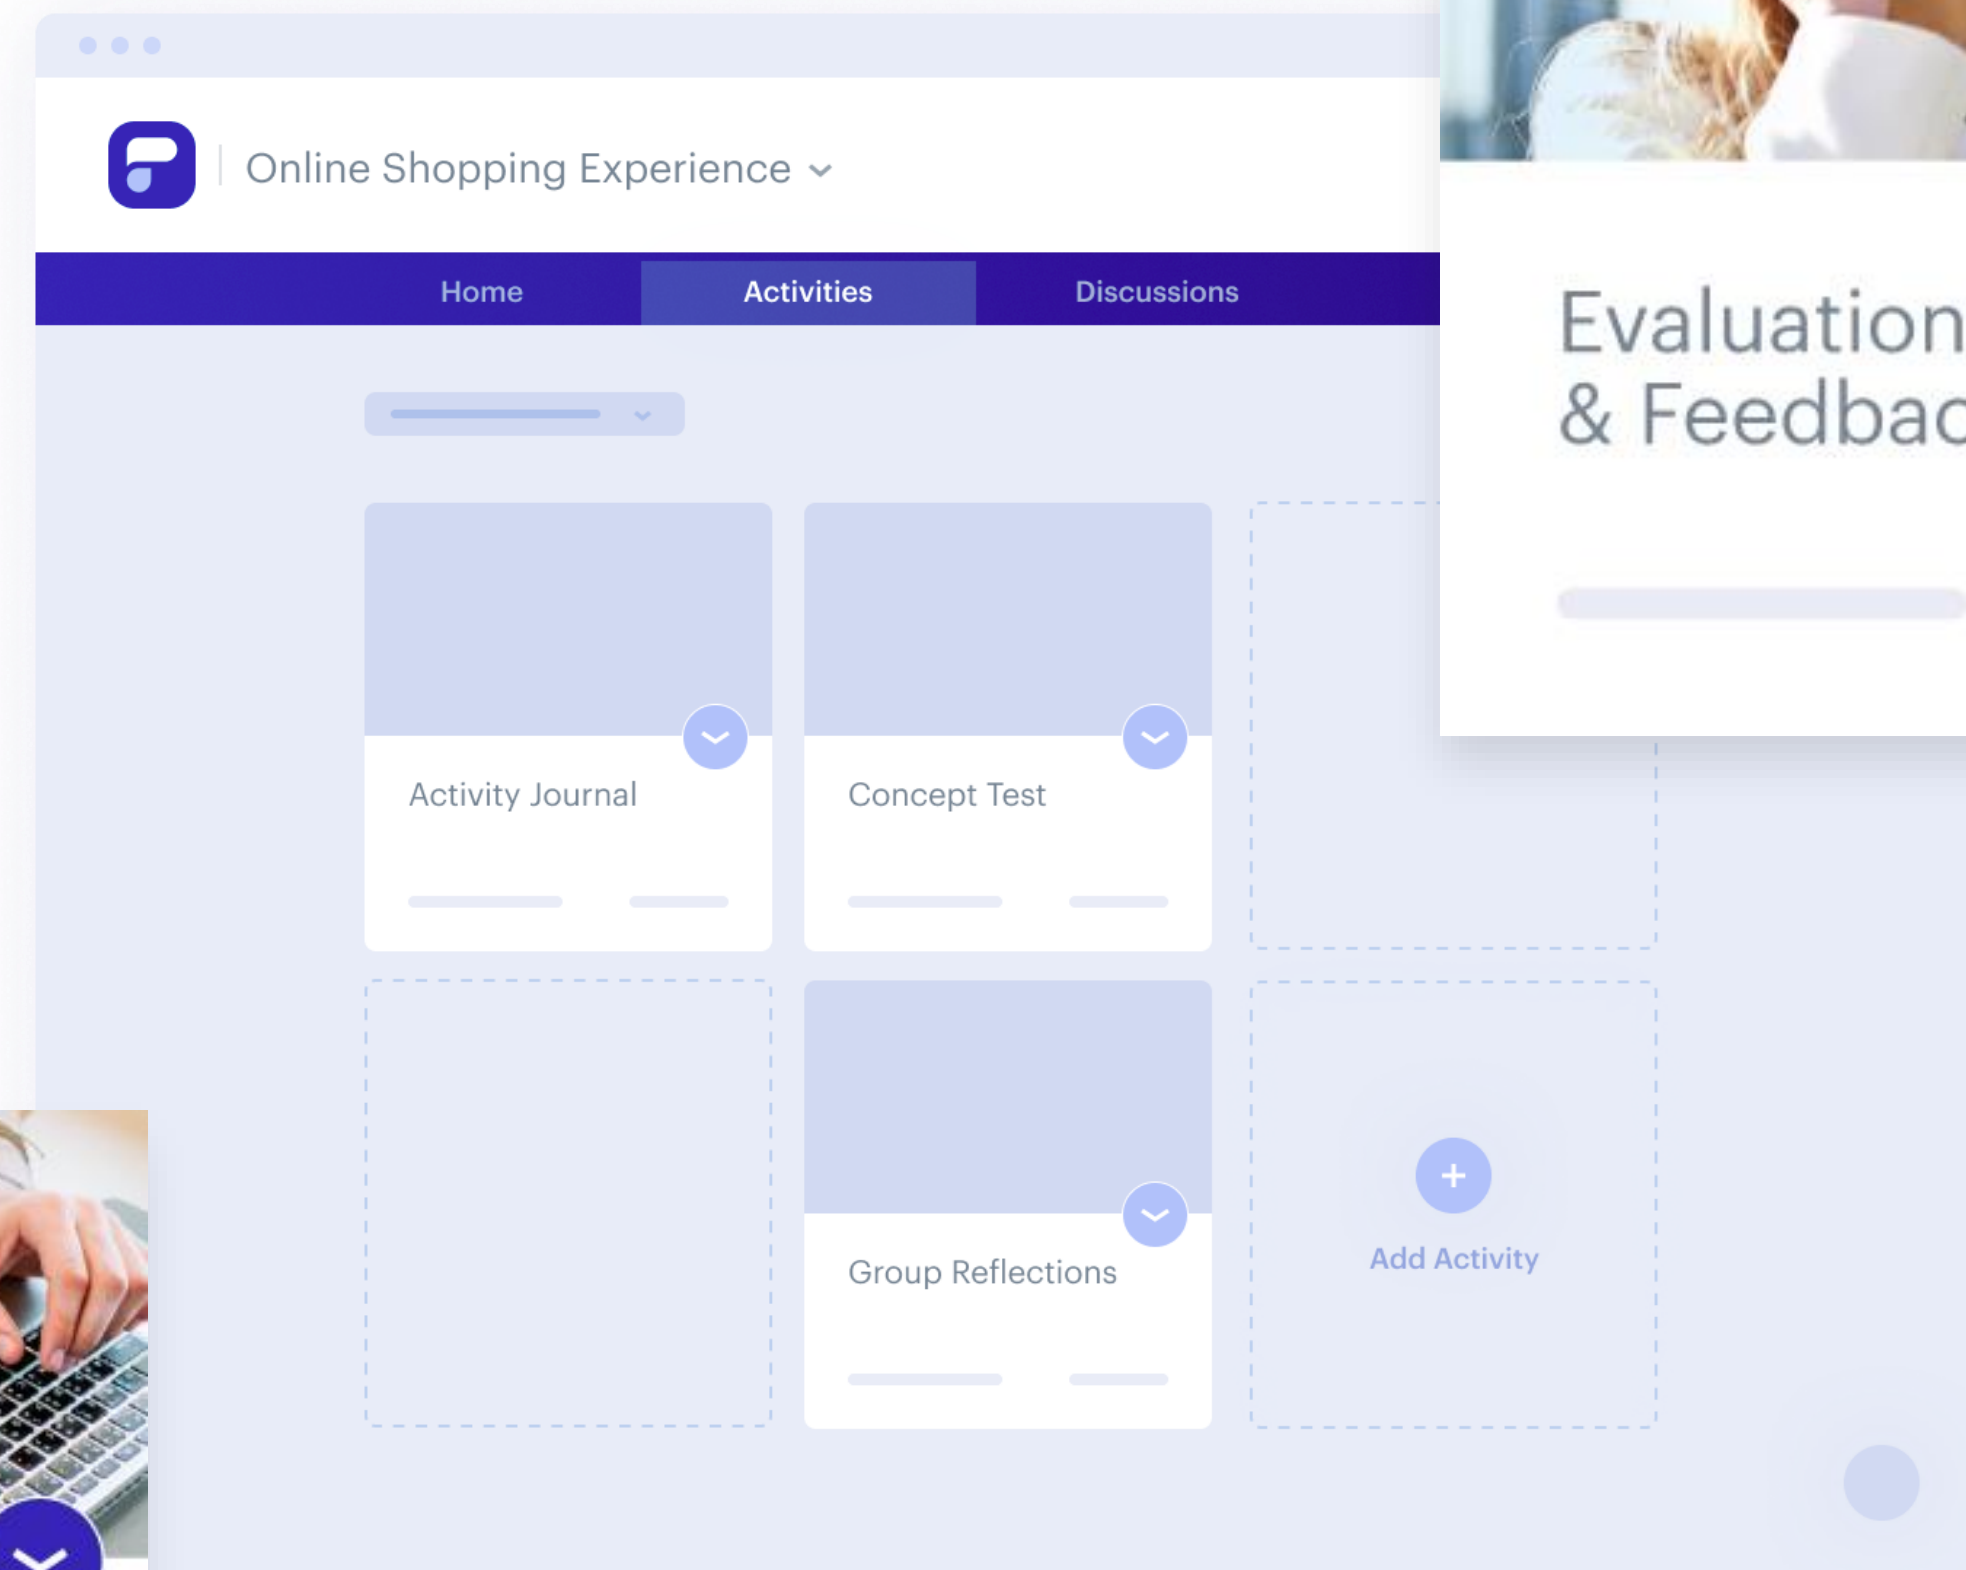 Online Shopping Experience
Home
Activities
Discussions
Evaluation
& Feedbac
Activity Journal
Concept Test
Group Reflections
Add Activity